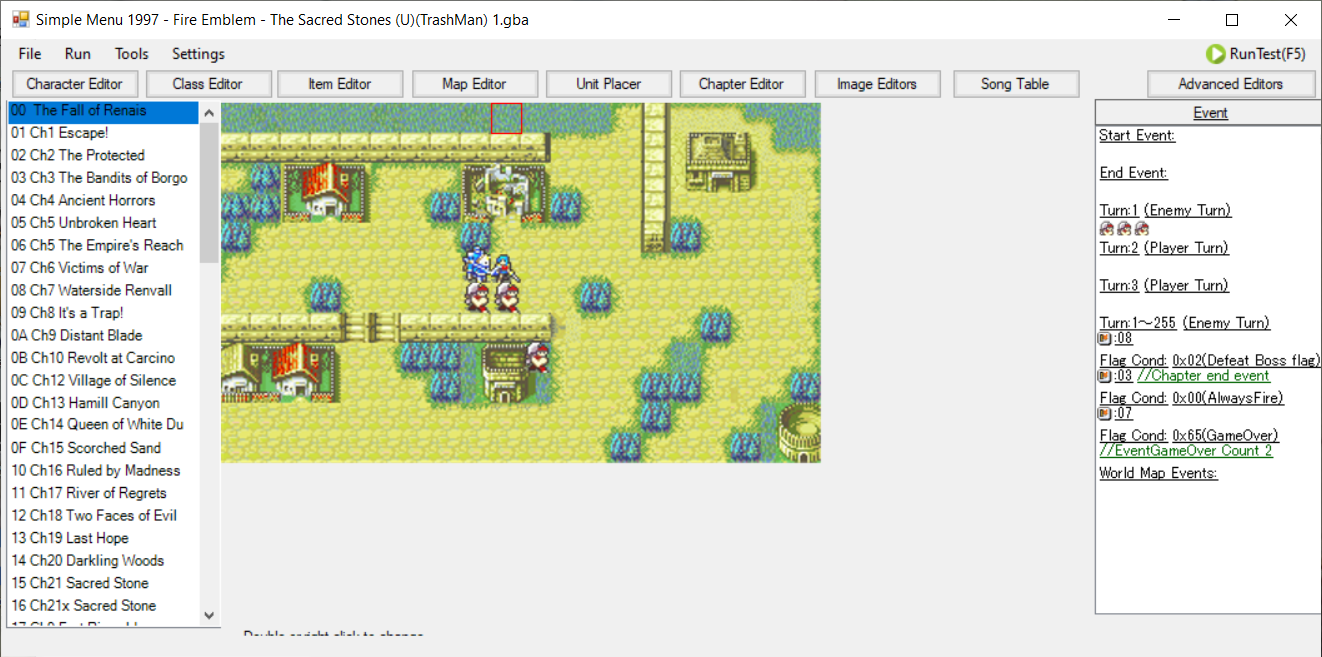 Simple Menu 1997 - Fire Emblem - The Sacred Stones (U)(TrashMan) 1.gba
File Run Tools Settings RunTest(F5)
Character Editor Class Editor Item Editor Map Editor Unit Placer Chapter Editor Image Editors Song Table Advanced Editors
00 The Fall of Renais
01 Ch1 Escape!
02 Ch2 The Protected
03 Ch3 The Bandits of Borgo
04 Ch4 Ancient Horrors
05 Ch5 Unbroken Heart
06 Ch5 The Empire's Reach
07 Ch6 Victims of War
08 Ch7 Waterside Renvall
09 Ch8 It's a Trap!
0A Ch9 Distant Blade
0B Ch10 Revolt at Carcino
0C Ch12 Village of Silence
0D Ch13 Hamill Canyon
0E Ch14 Queen of White Du
0F Ch15 Scorched Sand
10 Ch16 Ruled by Madness
11 Ch17 River of Regrets
12 Ch18 Two Faces of Evil
13 Ch19 Last Hope
14 Ch20 Darkling Woods
15 Ch21 Sacred Stone
16 Ch21x Sacred Stone
Double or right click to change
Event
Start Event:
End Event:
Turn:1 (Enemy Turn)
Turn:2 (Player Turn)
Turn:3 (Player Turn)
Turn:1~255 (Enemy Turn)
:08
Flag Cond: 0x02(Defeat Boss flag)
:03 //Chapter end event
Flag Cond: 0x00(AlwaysFire)
:07
Flag Cond: 0x65(GameOver)
//EventGameOver Count 2
World Map Events: